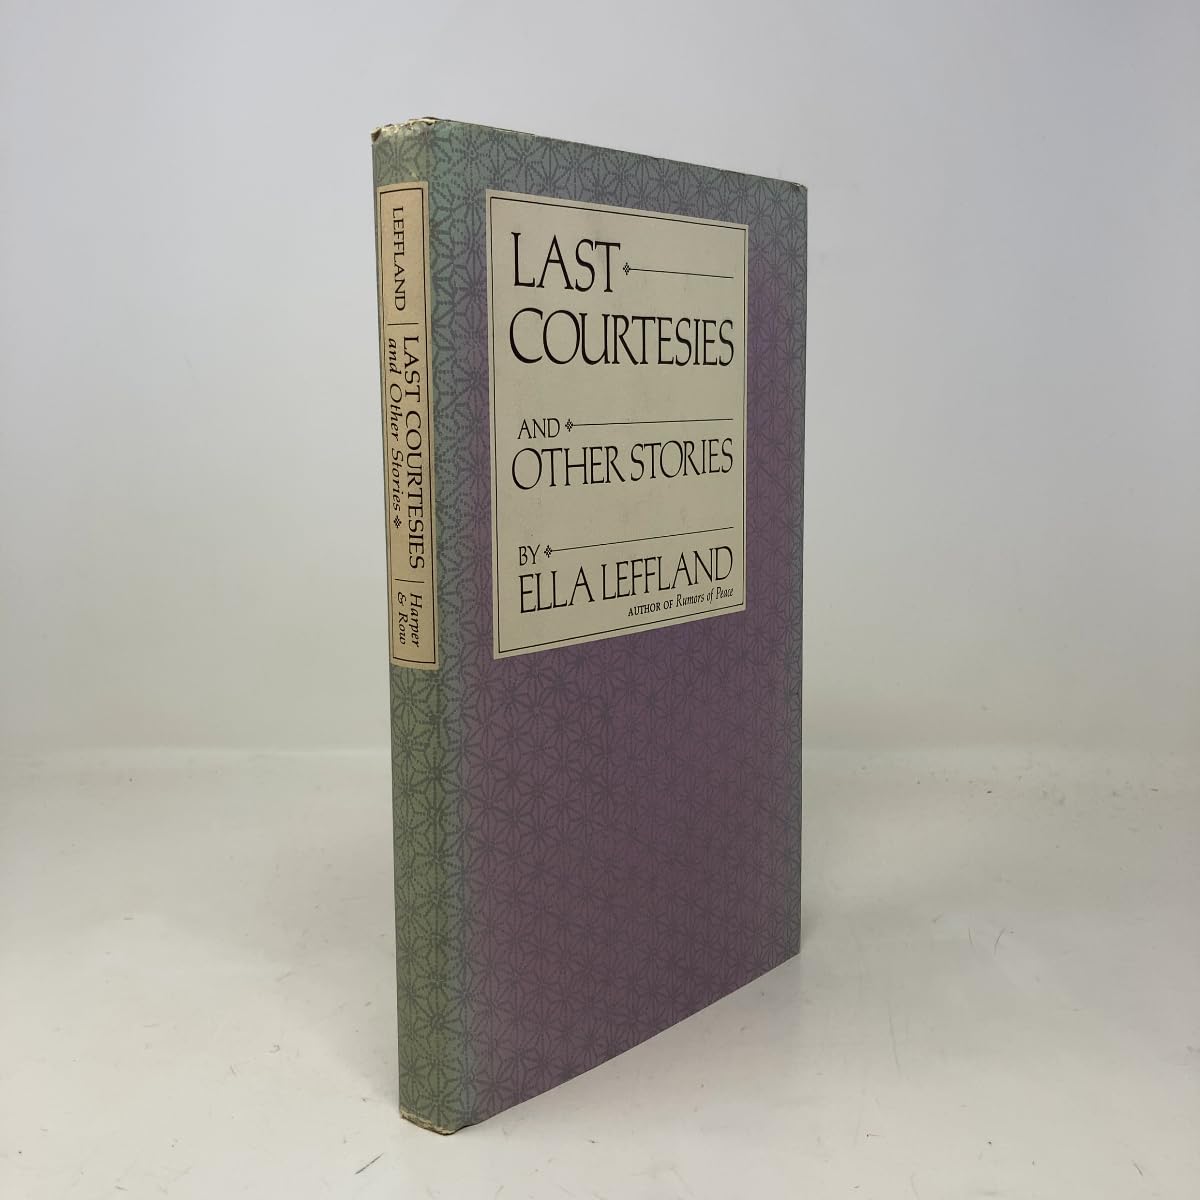 LEFFLAND
LAST COURTESIES
and Other Stories
Harper
& Row
LAST
COURTESIES
AND
OTHER STORIES
BY
ELLA LEFFLAND
AUTHOR OF Rumors of Peace